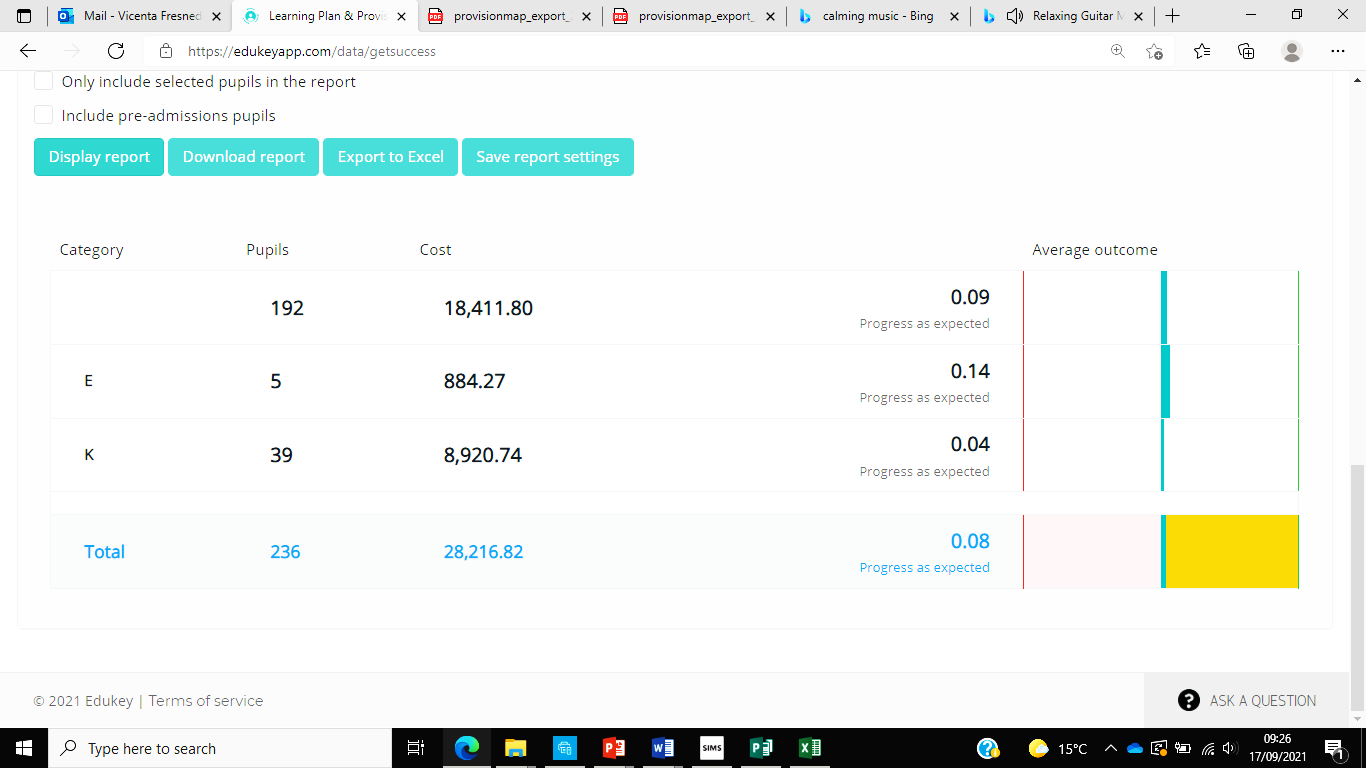 Mail - Vicenta Fresned
Learning Plan & Provis
provisionmap_export_
provisionmap_export_
calming music - Bing
Relaxing Guitar M
https://edukeyapp.com/data/getsuccess
Only include selected pupils in the report
Include pre-admissions pupils
Display report
Download report
Export to Excel
Save report settings
Category Pupils Cost Average outcome
192 18,411.80 0.09
Progress as expected
E 5 884.27 0.14
Progress as expected
K 39 8,920.74 0.04
Progress as expected
Total 236 28,216.82 0.08
Progress as expected
© 2021 Edukey | Terms of service
? ASK A QUESTION
Type here to search
SIMS
15°C
09:26
17/09/2021
1